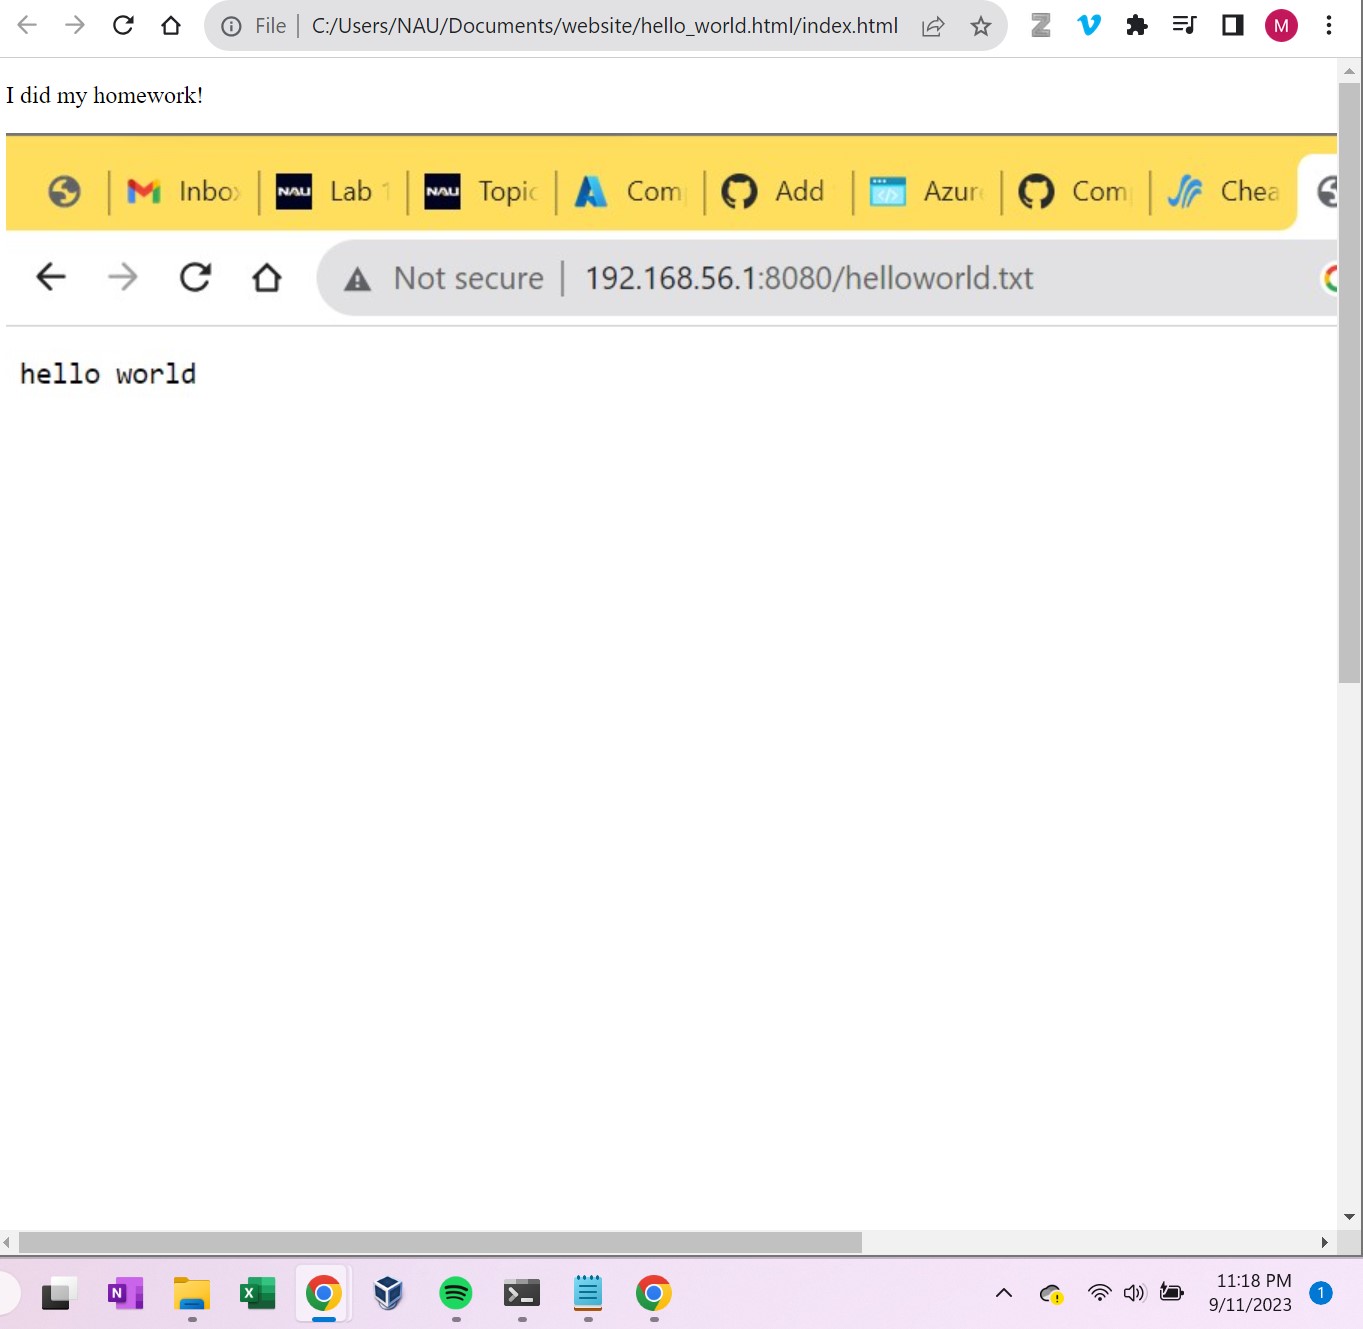 File | C:/Users/NAU/Documents/website/hello_world.html/index.html
M
I did my homework!
Inbo NAU Lab 1 NAU Topic Com Add Azur Com Chea
Not secure | 192.168.56.1:8080/helloworld.txt
hello world
11:18 PM
9/11/2023
1